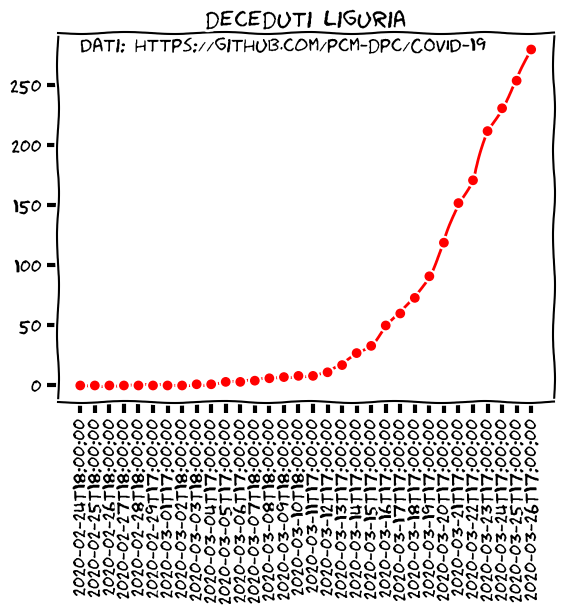 DECEDUTI LIGURIA
DATI: HTTPS://GITHUB.COM/PCM-DPC/COVID-19
250
200
150
100
50
0
2020-02-24T18:00:00
2020-02-25T18:00:00
2020-02-26T18:00:00
2020-02-27T18:00:00
2020-02-28T18:00:00
2020-02-29T17:00:00
2020-03-01T17:00:00
2020-03-02T18:00:00
2020-03-03T18:00:00
2020-03-04T17:00:00
2020-03-05T17:00:00
2020-03-06T17:00:00
2020-03-07T18:00:00
2020-03-08T18:00:00
2020-03-09T18:00:00
2020-03-10T18:00:00
2020-03-11T17:00:00
2020-03-12T17:00:00
2020-03-13T17:00:00
2020-03-14T17:00:00
2020-03-15T17:00:00
2020-03-16T17:00:00
2020-03-17T17:00:00
2020-03-18T17:00:00
2020-03-19T17:00:00
2020-03-20T17:00:00
2020-03-21T17:00:00
2020-03-22T17:00:00
2020-03-23T17:00:00
2020-03-24T17:00:00
2020-03-25T17:00:00
2020-03-26T17:00:00